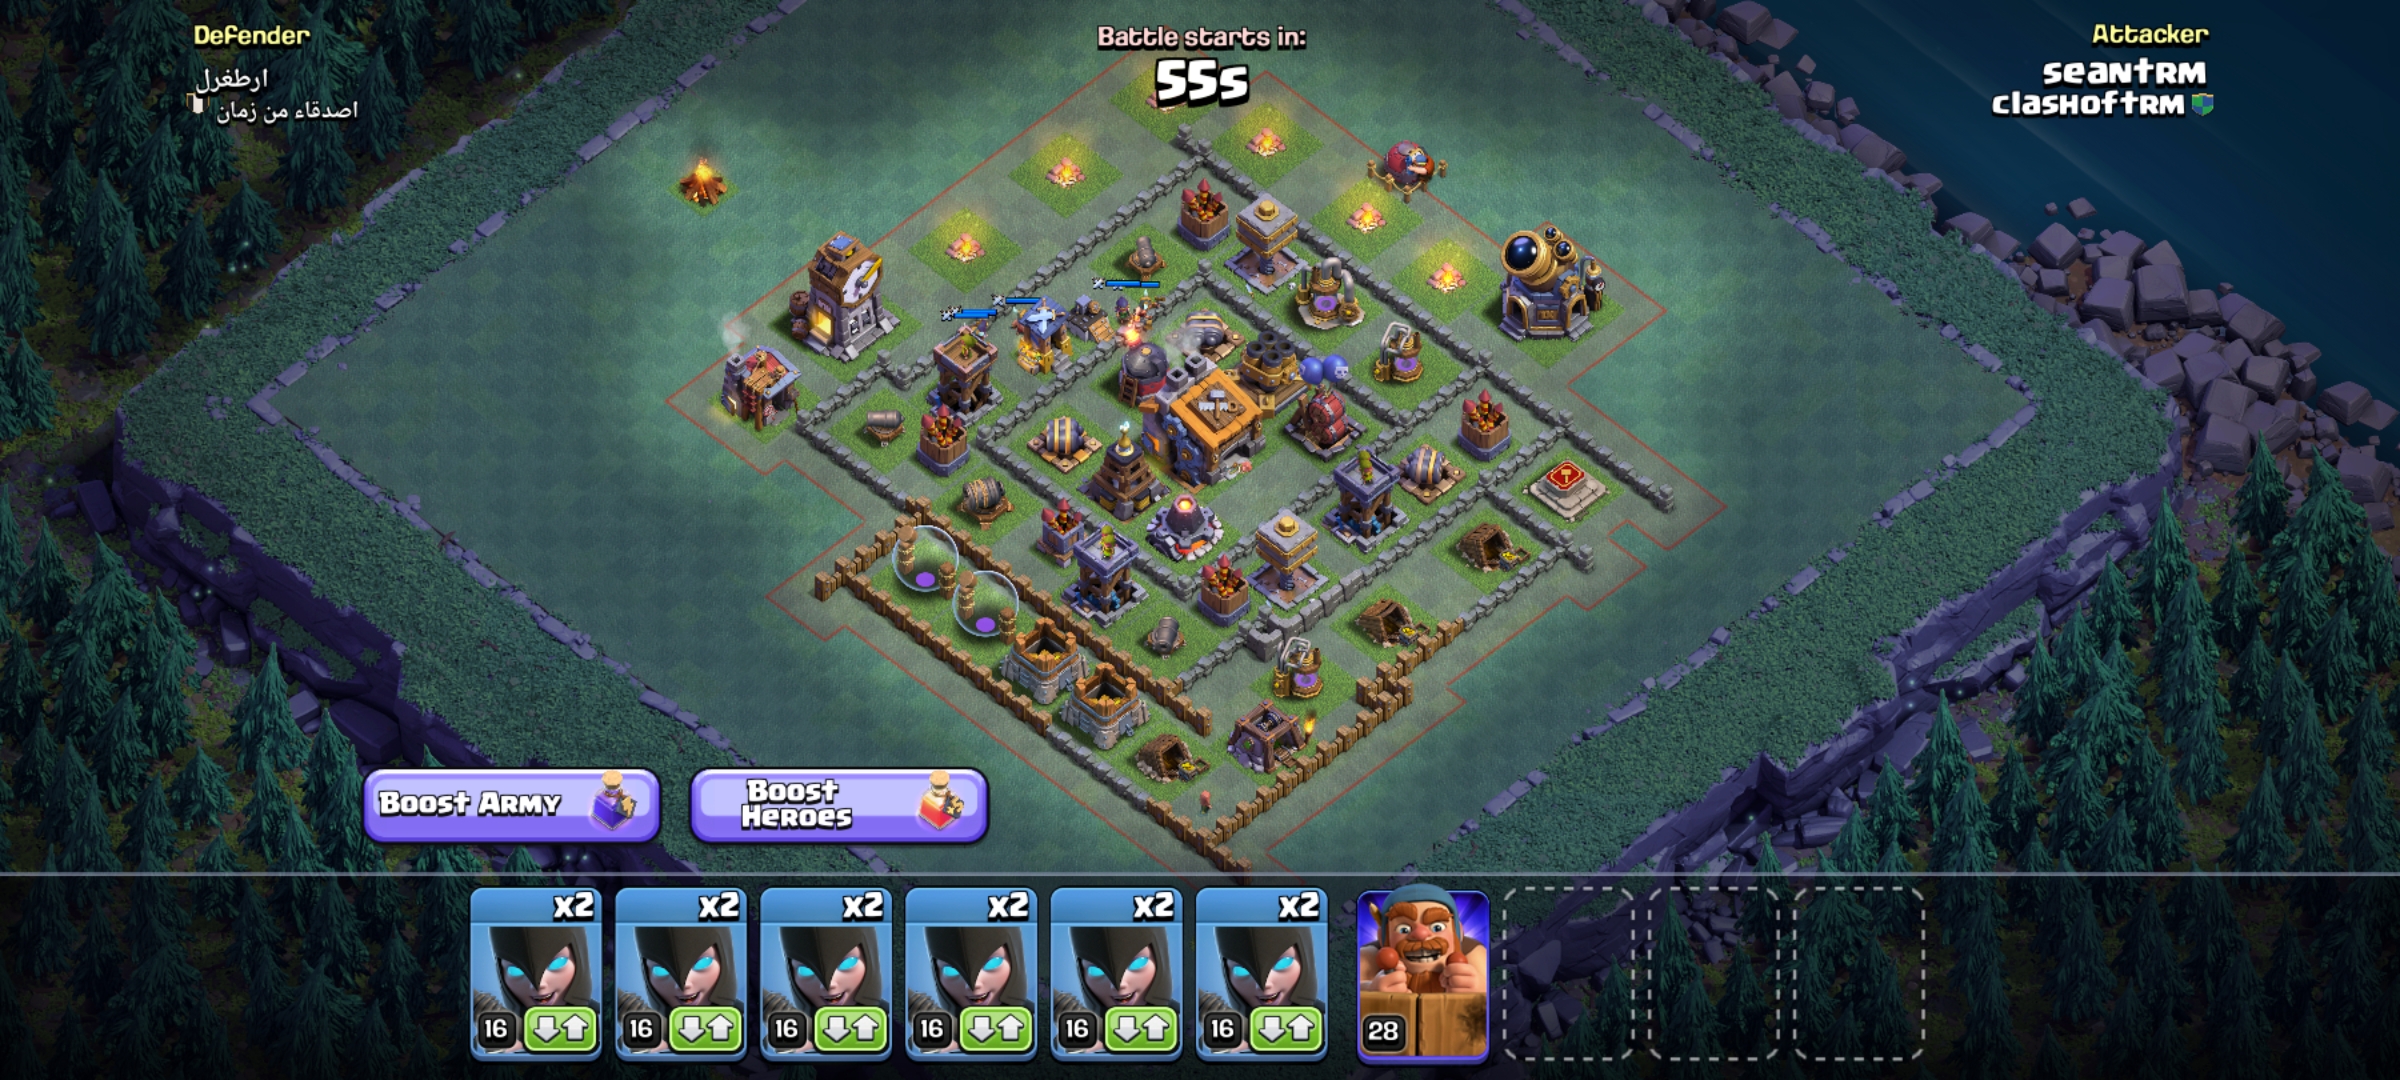 Defender
ارطغرل
اصدقاء من زمان
Battle starts in:
55s
Attacker
seantRM
clashoftRM
Boost Army
Boost
Heroes
x2
x2
x2
x2
x2
x2
16
16
16
16
16
16
28